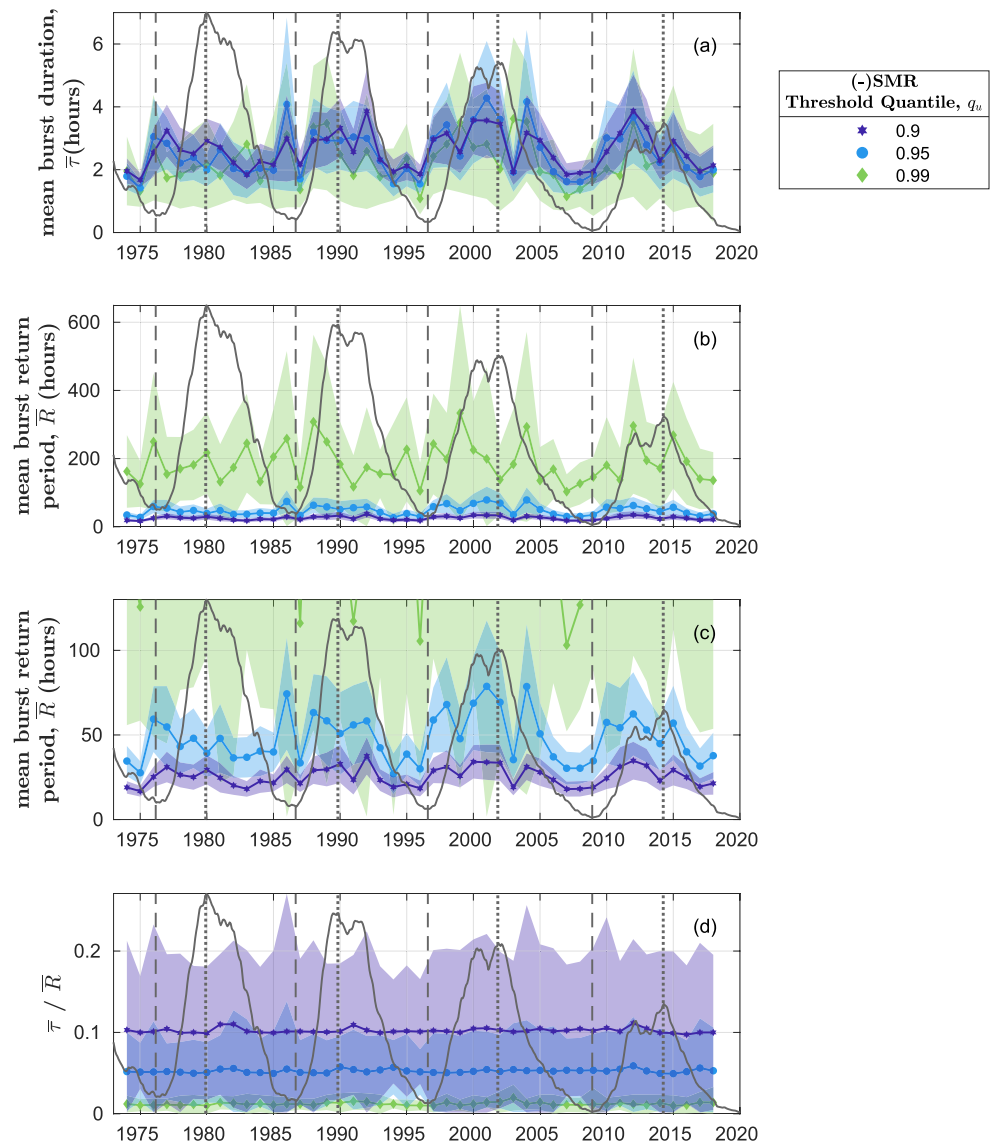 (a)
mean burst duration,
τ̅ (hours)
6
4
2
0
1975 1980 1985 1990 1995 2000 2005 2010 2015 2020
(-)SMR
Threshold Quantile, qᵤ
0.9
0.95
0.99
(b)
mean burst return
period, R̅ (hours)
600
400
200
0
1975 1980 1985 1990 1995 2000 2005 2010 2015 2020
(c)
mean burst return
period, R̅ (hours)
100
50
0
1975 1980 1985 1990 1995 2000 2005 2010 2015 2020
(d)
τ̅ / R̅
0.2
0.1
0
1975 1980 1985 1990 1995 2000 2005 2010 2015 2020